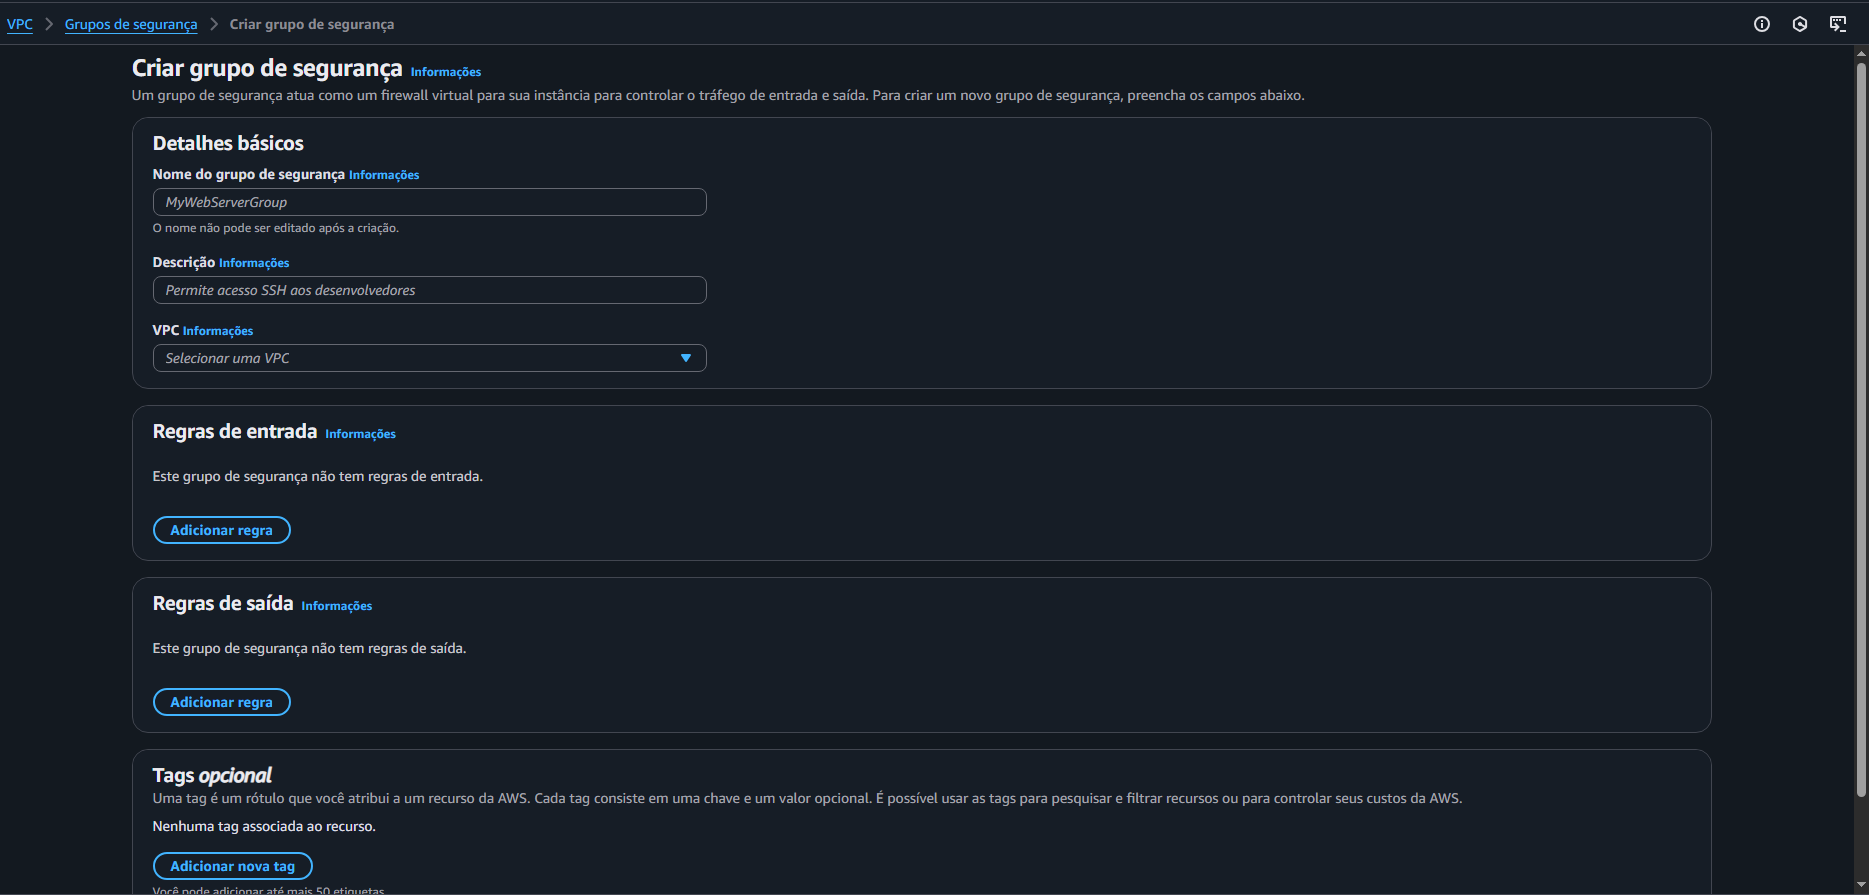 VPC > Grupos de segurança > Criar grupo de segurança
Criar grupo de segurança Informações
Um grupo de segurança atua como um firewall virtual para sua instância para controlar o tráfego de entrada e saída. Para criar um novo grupo de segurança, preencha os campos abaixo.
Detalhes básicos
Nome do grupo de segurança Informações
MyWebServerGroup
O nome não pode ser editado após a criação.
Descrição Informações
Permite acesso SSH aos desenvolvedores
VPC Informações
Selecionar uma VPC
Regras de entrada Informações
Este grupo de segurança não tem regras de entrada.
Adicionar regra
Regras de saída Informações
Este grupo de segurança não tem regras de saída.
Adicionar regra
Tags opcional
Uma tag é um rótulo que você atribui a um recurso da AWS. Cada tag consiste em uma chave e um valor opcional. É possível usar as tags para pesquisar e filtrar recursos ou para controlar seus custos da AWS.
Nenhuma tag associada ao recurso.
Adicionar nova tag
Você pode adicionar até mais 50 etiquetas